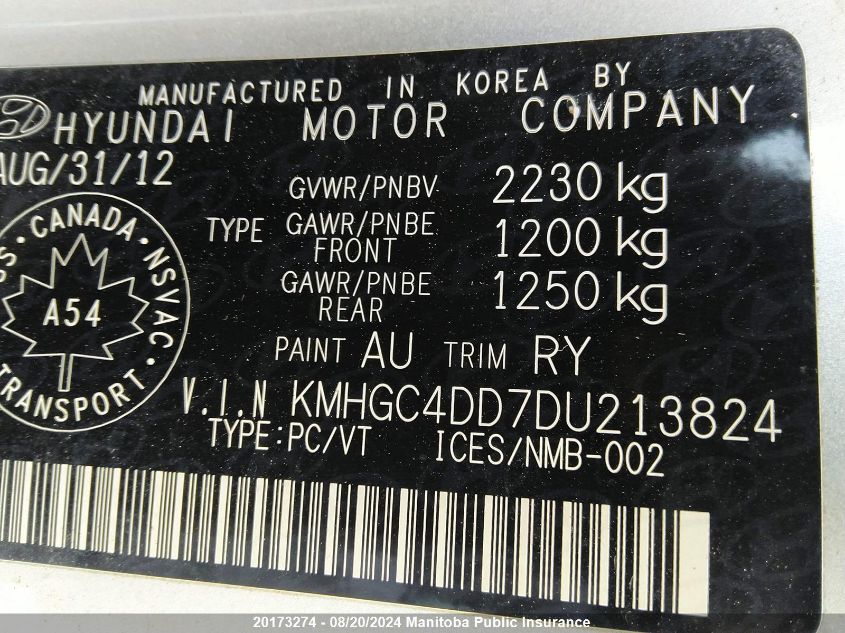 MANUFACTURED IN KOREA BY
HYUNDAI MOTOR COMPANY
AUG/31/12
GVWR/PNBV 2230 kg
TYPE GAWR/PNBE FRONT 1200 kg
GAWR/PNBE REAR 1250 kg
PAINT AU TRIM RY
V.I.N KMHGC4DD7DU213824
TYPE:PC/VT ICES/NMB-002
CANADA · NSVAC
A54
TRANSPORT
20173274 - 08/20/2024 Manitoba Public Insurance